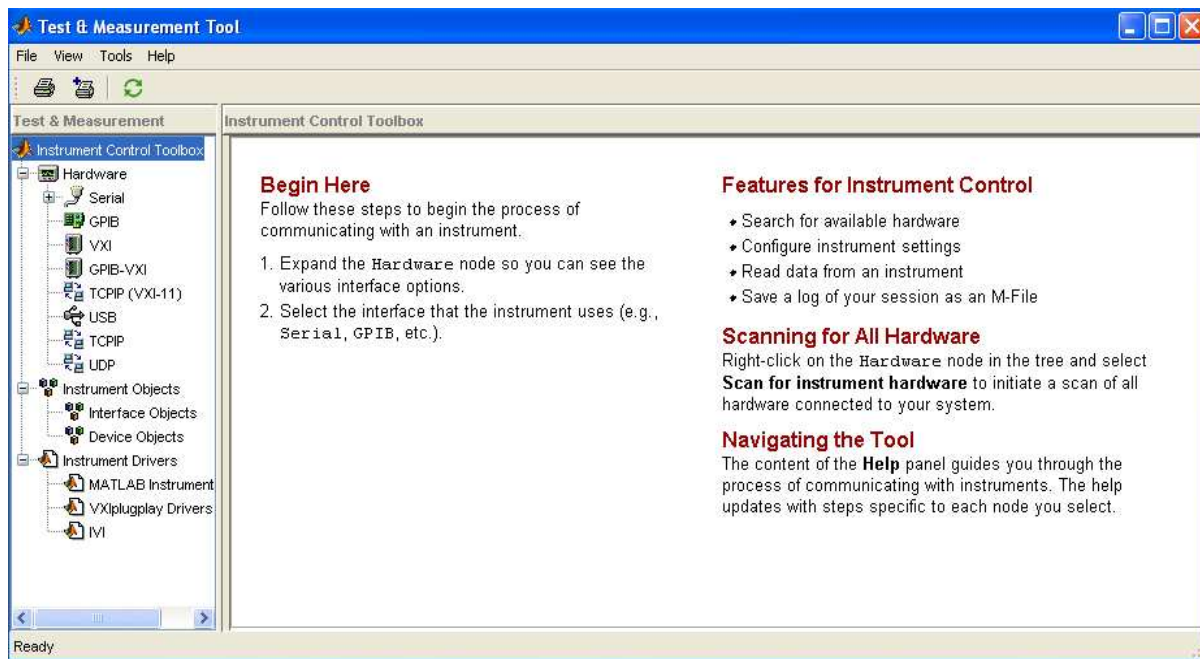 Test & Measurement Tool
File View Tools Help
Test & Measurement
Instrument Control Toolbox
Hardware
Serial
GPIB
VXI
GPIB-VXI
TCPIP (VXI-11)
USB
TCPIP
UDP
Instrument Objects
Interface Objects
Device Objects
Instrument Drivers
MATLAB Instrument
VXIplugplay Drivers
IVI
Instrument Control Toolbox
Begin Here
Follow these steps to begin the process of
communicating with an instrument.
1. Expand the Hardware node so you can see the
various interface options.
2. Select the interface that the instrument uses (e.g.,
Serial, GPIB, etc.).
Features for Instrument Control
• Search for available hardware
• Configure instrument settings
• Read data from an instrument
• Save a log of your session as an M-File
Scanning for All Hardware
Right-click on the Hardware node in the tree and select
Scan for instrument hardware to initiate a scan of all
hardware connected to your system.
Navigating the Tool
The content of the Help panel guides you through the
process of communicating with instruments. The help
updates with steps specific to each node you select.
Ready